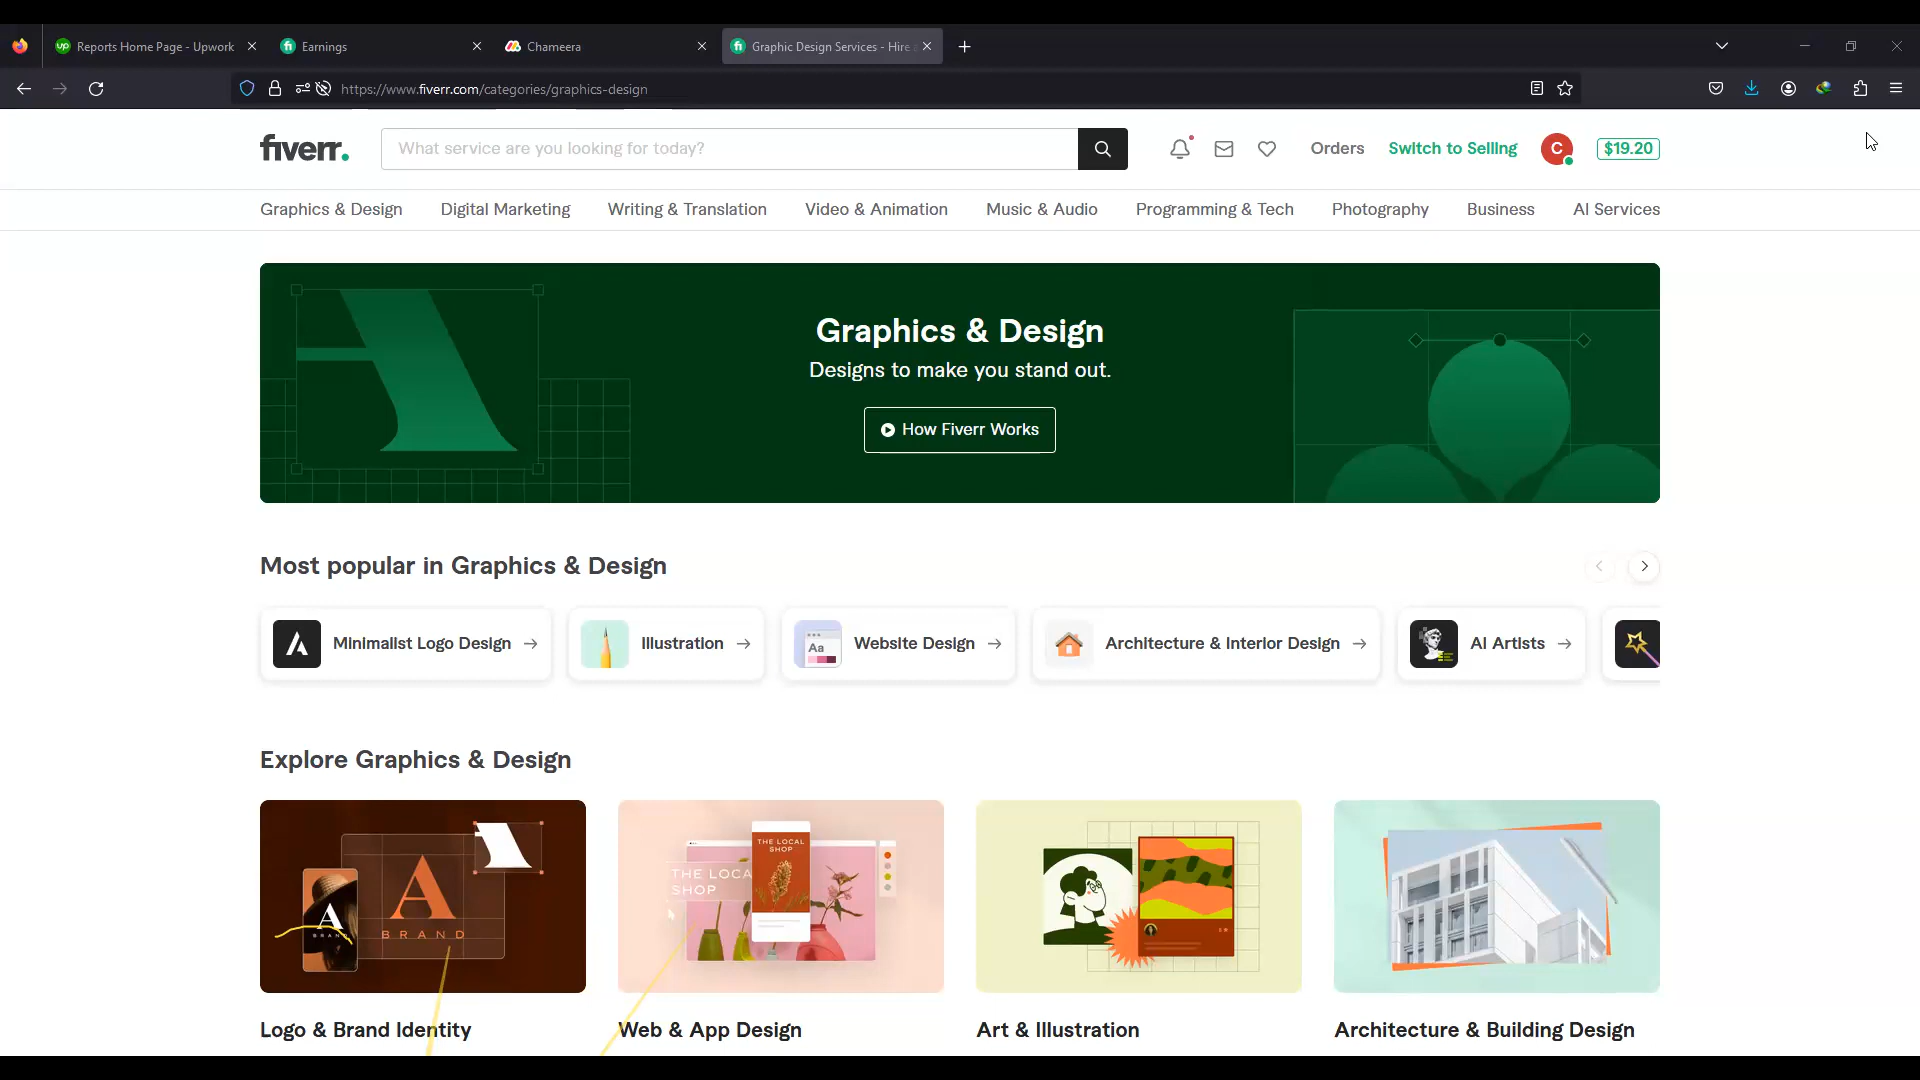 Reports Home Page - Upwork
Earnings
Chameera
Graphic Design Services - Hire
https://www.fiverr.com/categories/graphics-design
fiverr.
What service are you looking for today?
Orders
Switch to Selling
C
$19.20
Graphics & Design
Digital Marketing
Writing & Translation
Video & Animation
Music & Audio
Programming & Tech
Photography
Business
AI Services
Graphics & Design
Designs to make you stand out.
How Fiverr Works
Most popular in Graphics & Design
Minimalist Logo Design
Illustration
Aa
Website Design
Architecture & Interior Design
AI Artists
Explore Graphics & Design
A
BRAND
THE LOCA
SHOP
THE LOCAL
SHOP
Logo & Brand Identity
Web & App Design
Art & Illustration
Architecture & Building Design